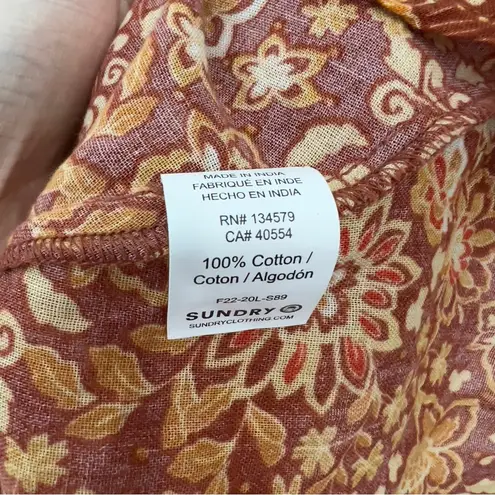 MADE IN INDIA
FABRIQUÉ EN INDE
HECHO EN INDIA
RN# 134579
CA# 40554
100% Cotton /
Coton / Algodón
F22-20L-S89
SUNDRY
SUNDRYCLOTHING.COM